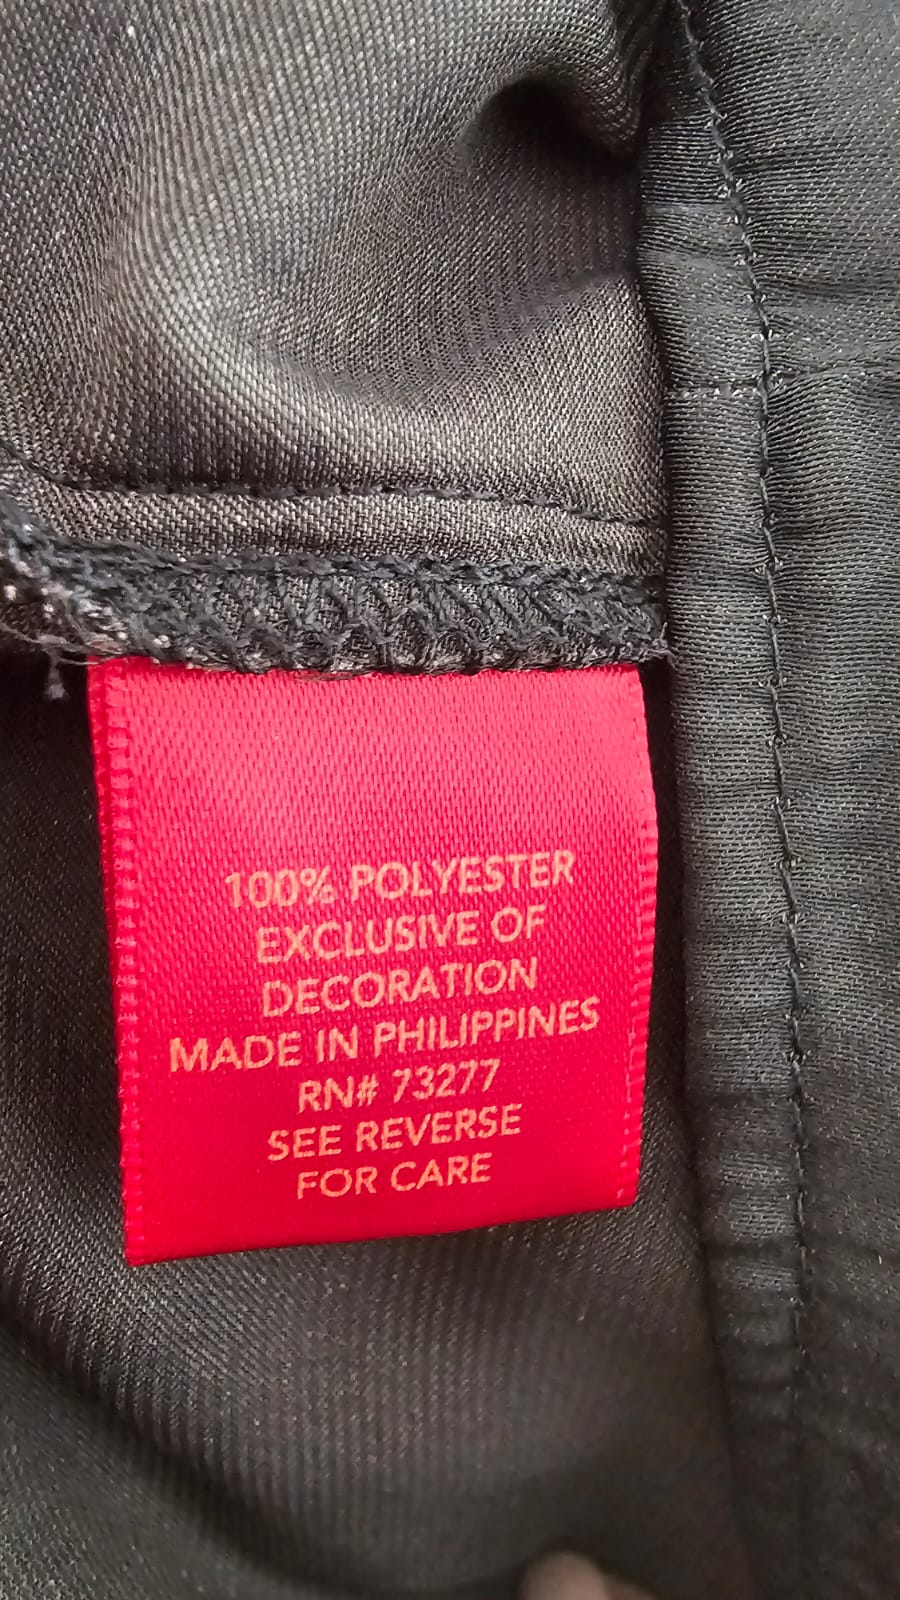 100% POLYESTER
EXCLUSIVE OF
DECORATION
MADE IN PHILIPPINES
RN# 73277
SEE REVERSE
FOR CARE